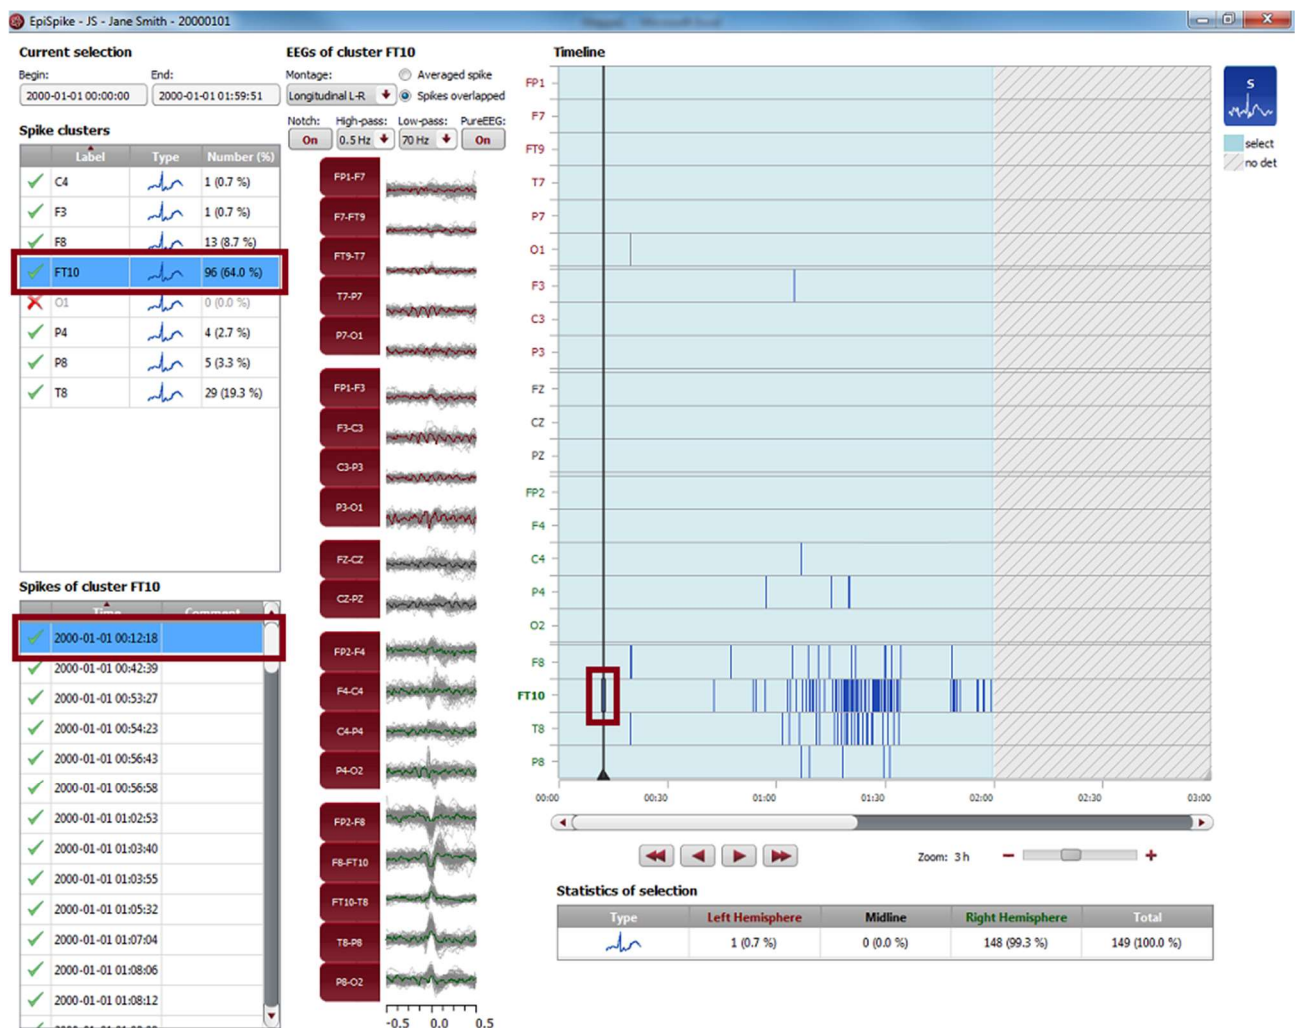 EpiSpike - JS - Jane Smith - 20000101
Current selection
Begin: End:
2000-01-01 00:00:00 2000-01-01 01:59:51
Spike clusters
Label Type Number (%)
C4 1 (0.7 %)
F3 1 (0.7 %)
F8 13 (8.7 %)
FT10 96 (64.0 %)
O1 0 (0.0 %)
P4 4 (2.7 %)
P8 5 (3.3 %)
T8 29 (19.3 %)
Spikes of cluster FT10
Time Comment
2000-01-01 00:12:18
2000-01-01 00:42:39
2000-01-01 00:53:27
2000-01-01 00:54:23
2000-01-01 00:56:43
2000-01-01 00:56:58
2000-01-01 01:02:53
2000-01-01 01:03:40
2000-01-01 01:03:55
2000-01-01 01:05:32
2000-01-01 01:07:04
2000-01-01 01:08:06
2000-01-01 01:08:12
EEGs of cluster FT10
Montage: Averaged spike
Longitudinal L-R Spikes overlapped
Notch: High-pass: Low-pass: PureEEG:
On 0.5 Hz 70 Hz On
FP1-F7
F7-FT9
FT9-T7
T7-P7
P7-O1
FP1-F3
F3-C3
C3-P3
P3-O1
FZ-CZ
CZ-PZ
FP2-F4
F4-C4
C4-P4
P4-O2
FP2-F8
F8-FT10
FT10-T8
T8-P8
P8-O2
-0.5 0.0 0.5
Timeline
FP1
F7
FT9
T7
P7
O1
F3
C3
P3
FZ
CZ
PZ
FP2
F4
C4
P4
O2
F8
FT10
T8
P8
00:00 00:30 01:00 01:30 02:00 02:30 03:00
Zoom: 3 h
S
select
no det
Statistics of selection
Type Left Hemisphere Midline Right Hemisphere Total
1 (0.7 %) 0 (0.0 %) 148 (99.3 %) 149 (100.0 %)